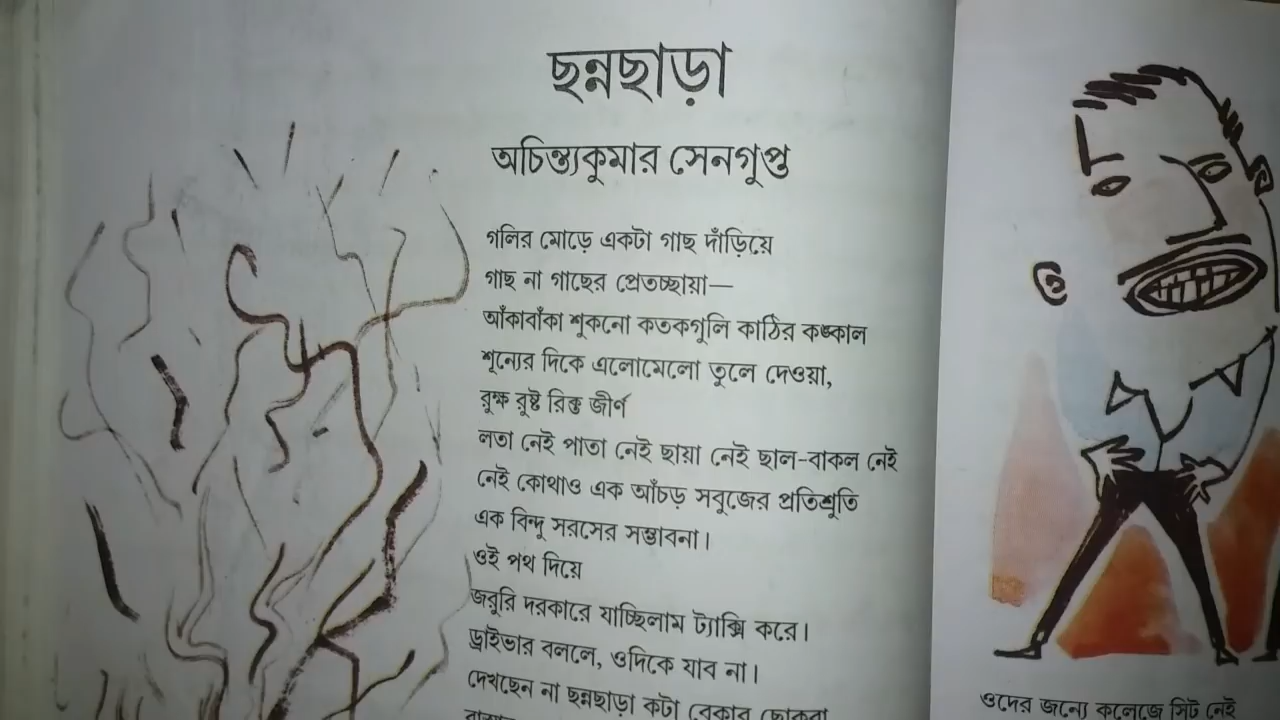 ছন্নছাড়া
অচিন্ত্যকুমার সেনগুপ্ত
গলির মোড়ে একটা গাছ দাঁড়িয়ে
গাছ না গাছের প্রেতচ্ছায়া—
আঁকাবাঁকা শুকনো কতকগুলি কাঠির কঙ্কাল
শূন্যের দিকে এলোমেলো তুলে দেওয়া,
রুক্ষ রুষ্ট রিক্ত জীর্ণ
লতা নেই পাতা নেই ছায়া নেই ছাল-বাকল নেই
নেই কোথাও এক আঁচড় সবুজের প্রতিশ্রুতি
এক বিন্দু সরসের সম্ভাবনা।
ওই পথ দিয়ে
জরুরি দরকারে যাচ্ছিলাম ট্যাক্সি করে।
ড্রাইভার বললে, ওদিকে যাব না।
দেখছেন না ছন্নছাড়া কটা বেকার ছোকরা
ওদের জন্যে কলেজে সিট নেই